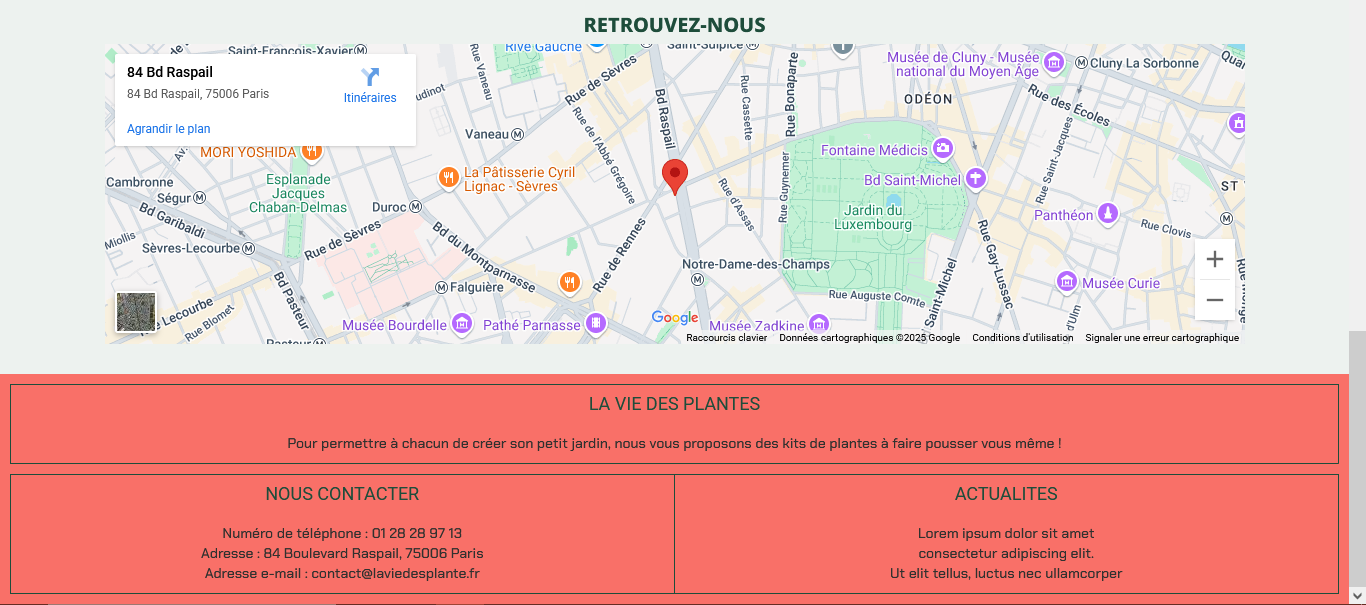 RETROUVEZ-NOUS
84 Bd Raspail
84 Bd Raspail, 75006 Paris
Itinéraires
Agrandir le plan
Saint-François-Xavier
Rive Gauche
Saint-Sulpice
Musée de Cluny - Musée
national du Moyen Âge
Cluny La Sorbonne
Rue Vaneau
Rue de Sèvres
Bd Raspail
Rue Cassette
Rue Bonaparte
ODÉON
Rue des Écoles
Vaneau
Rue de l'Abbé Grégoire
MORI YOSHIDA
Fontaine Médicis
Rue Saint-Jacques
La Pâtisserie Cyril
Lignac - Sèvres
Bd Saint-Michel
Esplanade
Jacques
Chaban-Delmas
Cambronne
Ségur
Duroc
Rue d'Assas
Rue Guynemer
Jardin du
Luxembourg
Panthéon
ST
Bd Garibaldi
Miollis
Sèvres-Lecourbe
Rue de Sèvres
Bd du Montparnasse
Rue de Rennes
Rue Gay-Lussac
Rue Clovis
Notre-Dame-des-Champs
Bd Pasteur
Falguière
Rue Auguste Comte
Bd Saint-Michel
Musée Curie
Rue Lecourbe
Rue Blomet
Musée Bourdelle
Pathé Parnasse
Google
Musée Zadkine
d'Ulm
Pasteur
Raccourcis clavier
Données cartographiques ©2025 Google
Conditions d'utilisation
Signaler une erreur cartographique
LA VIE DES PLANTES
Pour permettre à chacun de créer son petit jardin, nous vous proposons des kits de plantes à faire pousser vous même !
NOUS CONTACTER
Numéro de téléphone : 01 28 28 97 13
Adresse : 84 Boulevard Raspail, 75006 Paris
Adresse e-mail : contact@laviedesplante.fr
ACTUALITES
Lorem ipsum dolor sit amet
consectetur adipiscing elit.
Ut elit tellus, luctus nec ullamcorper